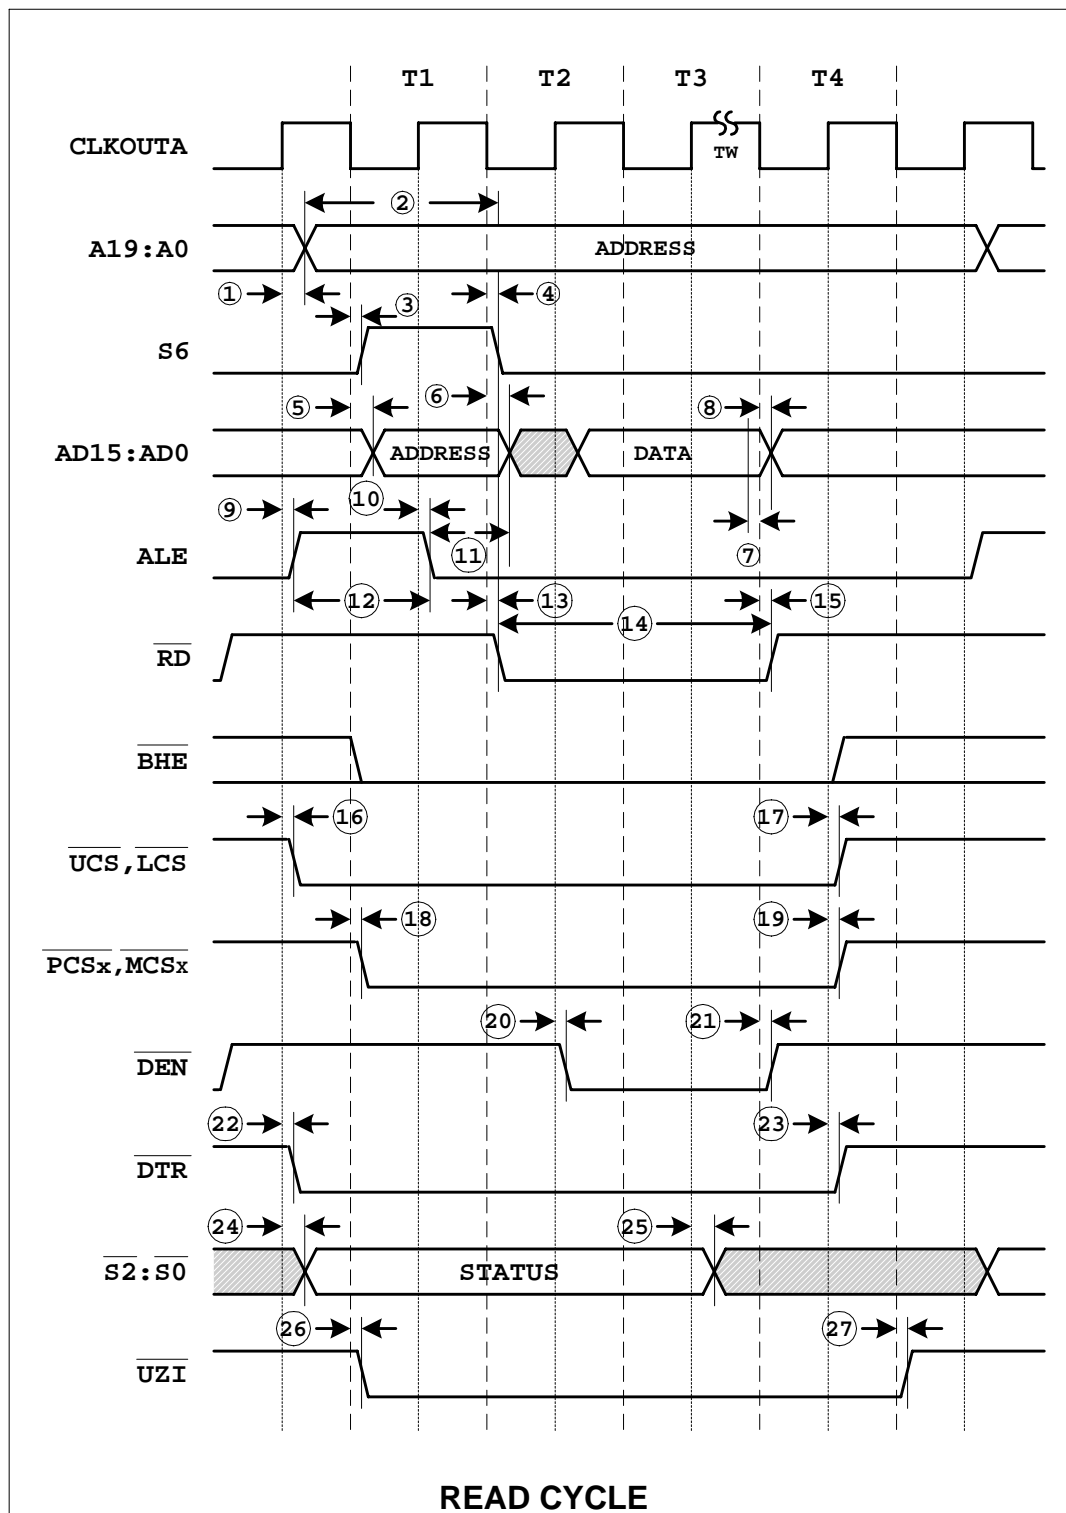 T1 T2 T3 T4
CLKOUTA
TW
2
A19:A0 ADDRESS
1 3 4
S6
5 6 8
AD15:AD0 ADDRESS DATA
9 10
ALE 11 7
12 13 15
14
RD
BHE
16 17
UCS,LCS
18 19
PCSx,MCSx
20 21
DEN
22 23
DTR
24 25
S2:S0 STATUS
26 27
UZI
READ CYCLE